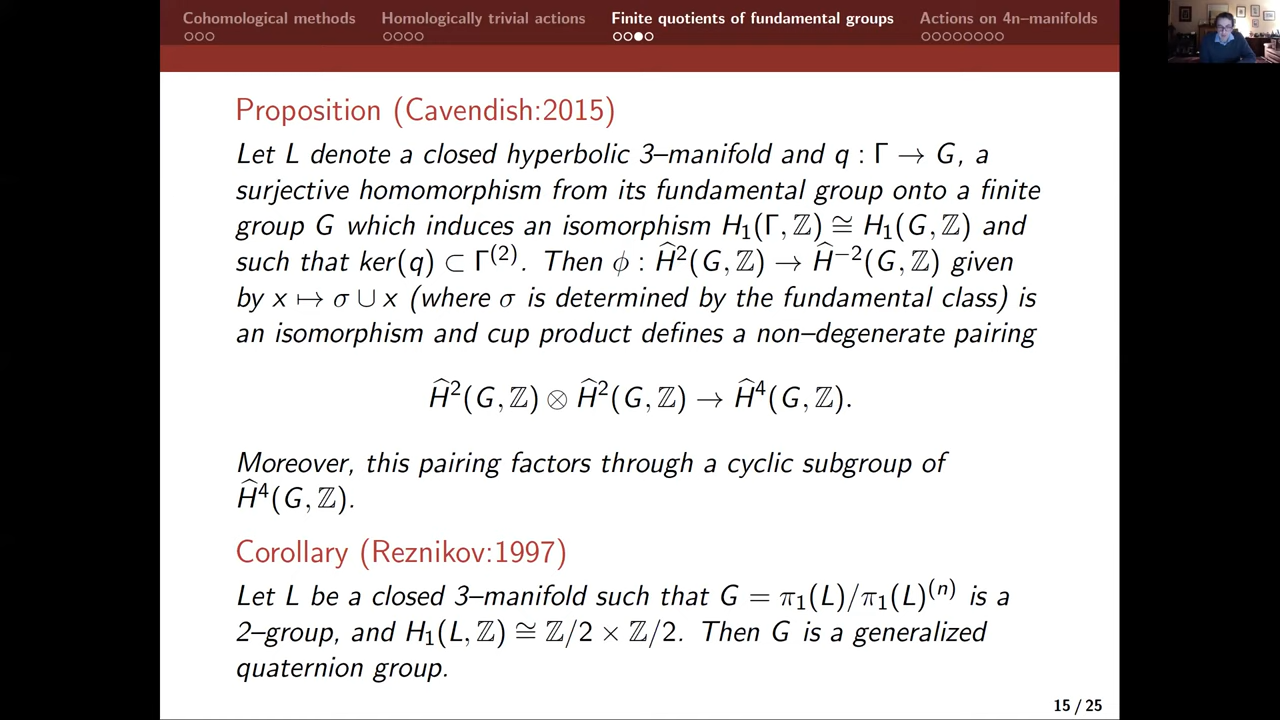 Cohomological methods Homologically trivial actions Finite quotients of fundamental groups Actions on 4n–manifolds
Proposition (Cavendish:2015)
Let L denote a closed hyperbolic 3–manifold and q : Γ → G, a
surjective homomorphism from its fundamental group onto a finite
group G which induces an isomorphism H₁(Γ, ℤ) ≅ H₁(G, ℤ) and
such that ker(q) ⊂ Γ⁽²⁾. Then ϕ : Ĥ²(G, ℤ) → Ĥ⁻²(G, ℤ) given
by x ↦ σ ∪ x (where σ is determined by the fundamental class) is
an isomorphism and cup product defines a non–degenerate pairing
Ĥ²(G, ℤ) ⊗ Ĥ²(G, ℤ) → Ĥ⁴(G, ℤ).
Moreover, this pairing factors through a cyclic subgroup of
Ĥ⁴(G, ℤ).
Corollary (Reznikov:1997)
Let L be a closed 3–manifold such that G = π₁(L)/π₁(L)⁽ⁿ⁾ is a
2–group, and H₁(L, ℤ) ≅ ℤ/2 × ℤ/2. Then G is a generalized
quaternion group.
15 / 25